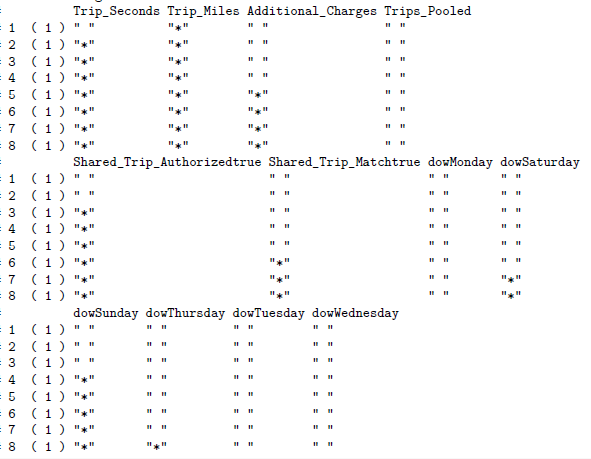 Trip_Seconds Trip_Miles Additional_Charges Trips_Pooled
1 ( 1 ) " " "*" " " " "
2 ( 1 ) "*" "*" " " " "
3 ( 1 ) "*" "*" " " " "
4 ( 1 ) "*" "*" " " " "
5 ( 1 ) "*" "*" "*" " "
6 ( 1 ) "*" "*" "*" " "
7 ( 1 ) "*" "*" "*" " "
8 ( 1 ) "*" "*" "*" " "
Shared_Trip_Authorizedtrue Shared_Trip_Matchtrue dowMonday dowSaturday
1 ( 1 ) " " " " " " " "
2 ( 1 ) " " " " " " " "
3 ( 1 ) "*" " " " " " "
4 ( 1 ) "*" " " " " " "
5 ( 1 ) "*" " " " " " "
6 ( 1 ) "*" "*" " " " "
7 ( 1 ) "*" "*" " " "*"
8 ( 1 ) "*" "*" " " "*"
dowSunday dowThursday dowTuesday dowWednesday
1 ( 1 ) " " " " " " " "
2 ( 1 ) " " " " " " " "
3 ( 1 ) " " " " " " " "
4 ( 1 ) "*" " " " " " "
5 ( 1 ) "*" " " " " " "
6 ( 1 ) "*" " " " " " "
7 ( 1 ) "*" " " " " " "
8 ( 1 ) "*" "*" " " " "